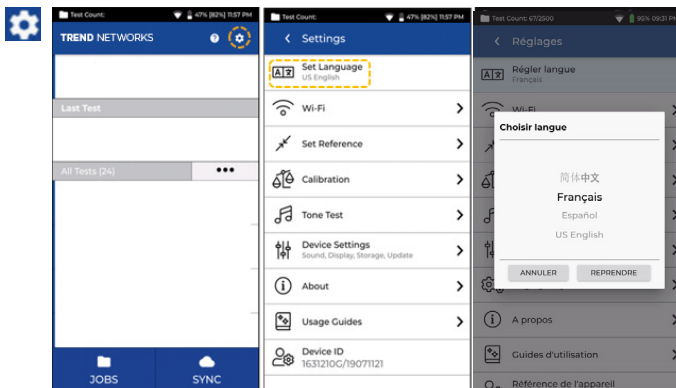 Test Count:
47% [82%] 11:57 PM
TREND NETWORKS
Last Test
All Tests (24)
JOBS
SYNC
Test Count:
47% [82%] 11:57 PM
Settings
Set Language
US English
Wi-Fi
Set Reference
Calibration
Tone Test
Device Settings
Sound, Display, Storage, Update
About
Usage Guides
Device ID
1631210G/19071121
Test Count: 67/2500
95% 09:31 PM
Réglages
Régler langue
Français
Wi-Fi
Choisir langue
简体中文
Français
Español
US English
ANNULER
REPRENDRE
A propos
Guides d'utilisation
Référence de l'appareil